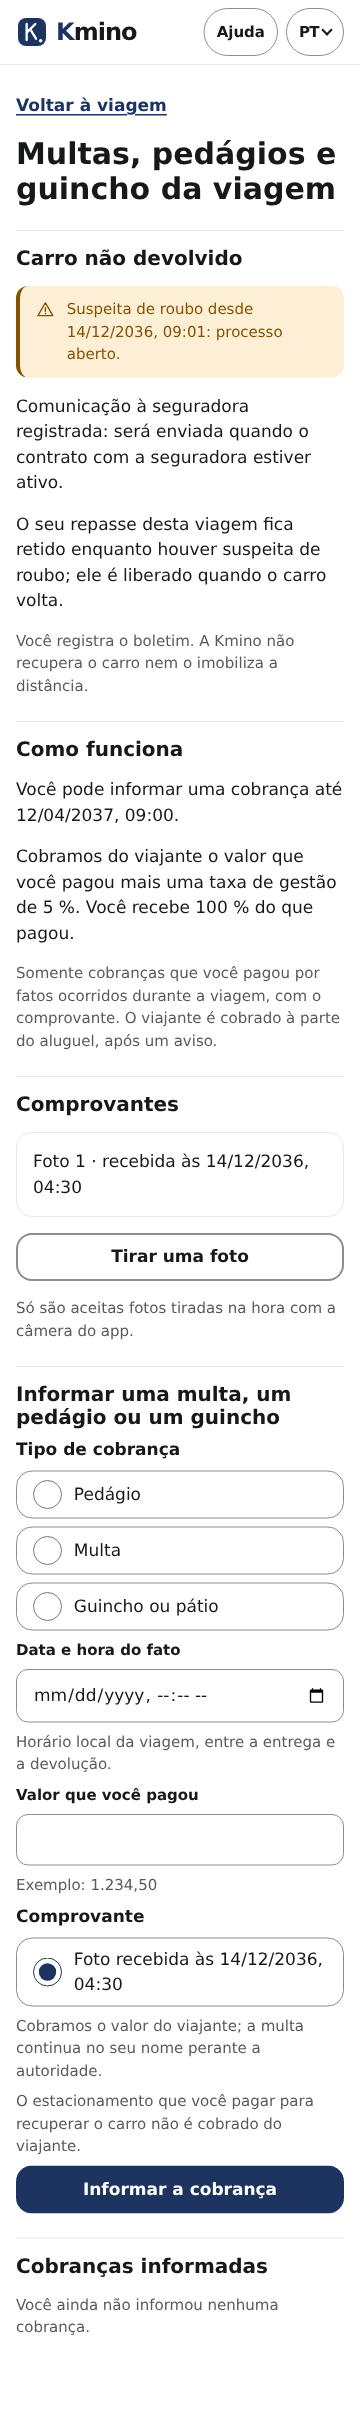 K. Kmino
Ajuda
PT
Voltar à viagem
Multas, pedágios e
guincho da viagem
Carro não devolvido
Suspeita de roubo desde
14/12/2036, 09:01: processo
aberto.
Comunicação à seguradora
registrada: será enviada quando o
contrato com a seguradora estiver
ativo.
O seu repasse desta viagem fica
retido enquanto houver suspeita de
roubo; ele é liberado quando o carro
volta.
Você registra o boletim. A Kmino não
recupera o carro nem o imobiliza a
distância.
Como funciona
Você pode informar uma cobrança até
12/04/2037, 09:00.
Cobramos do viajante o valor que
você pagou mais uma taxa de gestão
de 5 %. Você recebe 100 % do que
pagou.
Somente cobranças que você pagou por
fatos ocorridos durante a viagem, com o
comprovante. O viajante é cobrado à parte
do aluguel, após um aviso.
Comprovantes
Foto 1 · recebida às 14/12/2036,
04:30
Tirar uma foto
Só são aceitas fotos tiradas na hora com a
câmera do app.
Informar uma multa, um
pedágio ou um guincho
Tipo de cobrança
Pedágio
Multa
Guincho ou pátio
Data e hora do fato
mm/dd/yyyy, --:-- --
Horário local da viagem, entre a entrega e
a devolução.
Valor que você pagou
Exemplo: 1.234,50
Comprovante
Foto recebida às 14/12/2036,
04:30
Cobramos o valor do viajante; a multa
continua no seu nome perante a
autoridade.
O estacionamento que você pagar para
recuperar o carro não é cobrado do
viajante.
Informar a cobrança
Cobranças informadas
Você ainda não informou nenhuma
cobrança.